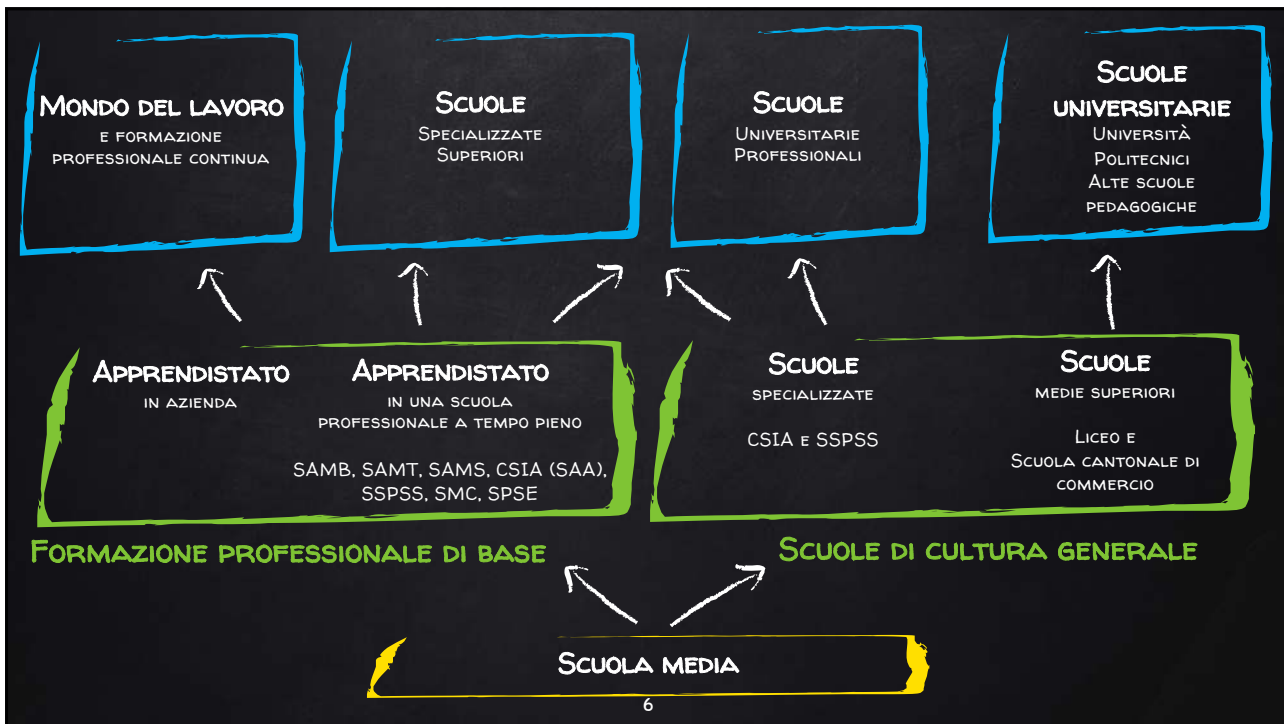 Mondo del lavoro
e formazione
professionale continua
Scuole
Specializzate
Superiori
Scuole
Universitarie
Professionali
Scuole
universitarie
Università
Politecnici
Alte scuole
pedagogiche
Apprendistato
in azienda
Apprendistato
in una scuola
professionale a tempo pieno
SAMB, SAMT, SAMS, CSIA (SAA),
SSPSS, SMC, SPSE
Scuole
specializzate
CSIA e SSPSS
Scuole
medie superiori
Liceo e
Scuola cantonale di
commercio
Formazione professionale di base
Scuole di cultura generale
Scuola media
6